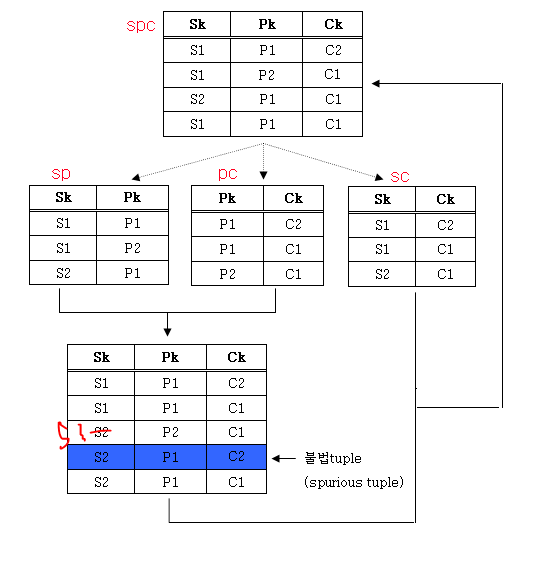 spc
Sk Pk Ck
S1 P1 C2
S1 P2 C1
S2 P1 C1
S1 P1 C1
sp
Sk Pk
S1 P1
S1 P2
S2 P1
pc
Pk Ck
P1 C2
P1 C1
P2 C1
sc
Sk Ck
S1 C2
S1 C1
S2 C1
Sk Pk Ck
S1 P1 C2
S1 P1 C1
S1 S2 P2 C1
S2 P1 C2
S2 P1 C1
불법tuple
(spurious tuple)